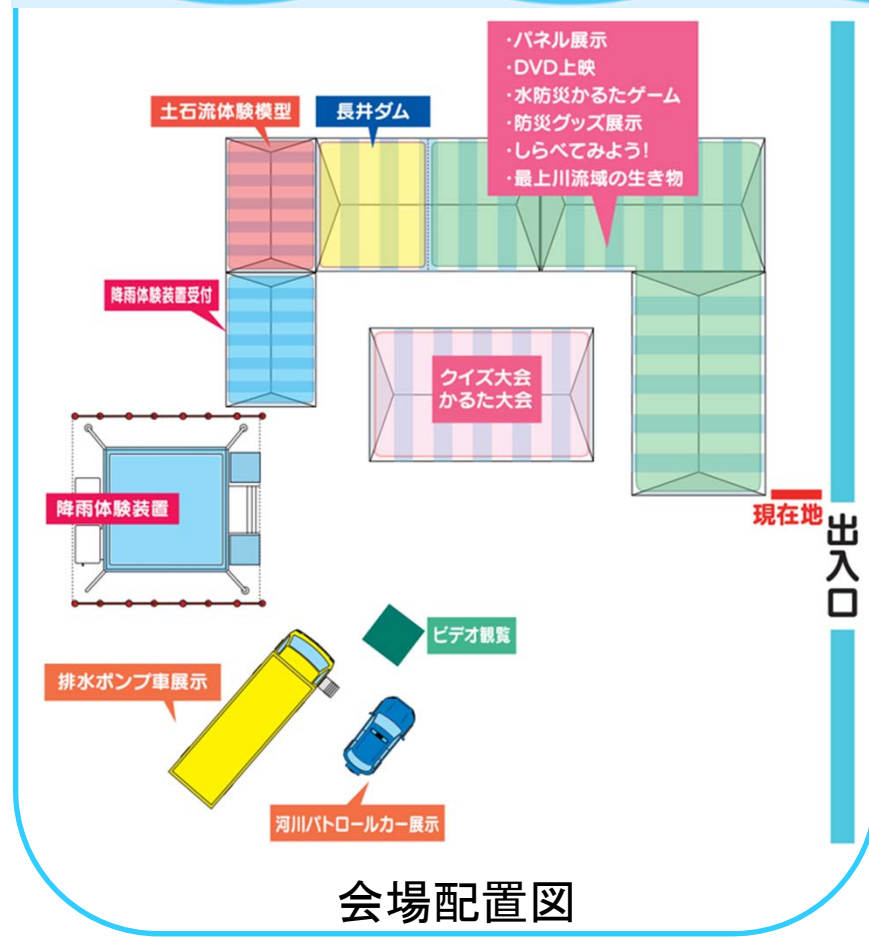 ・パネル展示
・DVD上映
・水防災かるたゲーム
・防災グッズ展示
・しらべてみよう!
・最上川流域の生き物
土石流体験模型
長井ダム
降雨体験装置受付
クイズ大会
かるた大会
降雨体験装置
現在地
出入口
ビデオ観覧
排水ポンプ車展示
河川パトロールカー展示
会場配置図